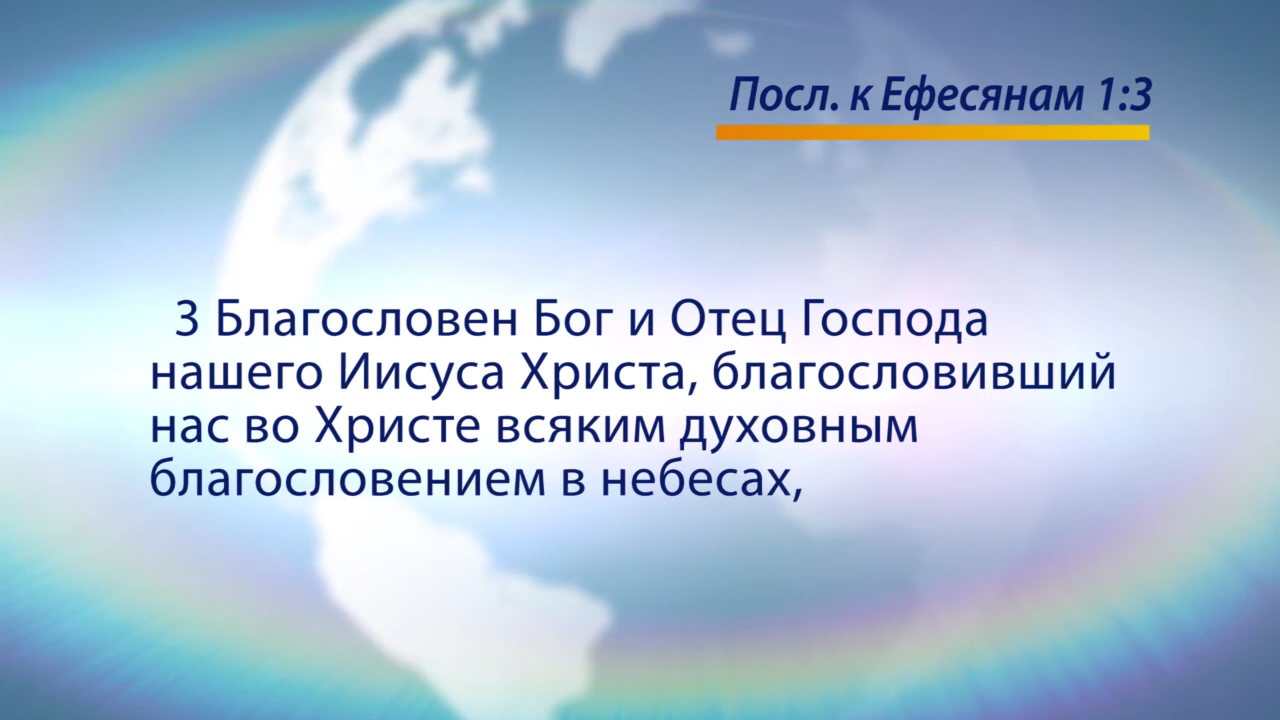 Посл. к Ефесянам 1:3
3 Благословен Бог и Отец Господа
нашего Иисуса Христа, благословивший
нас во Христе всяким духовным
благословением в небесах,